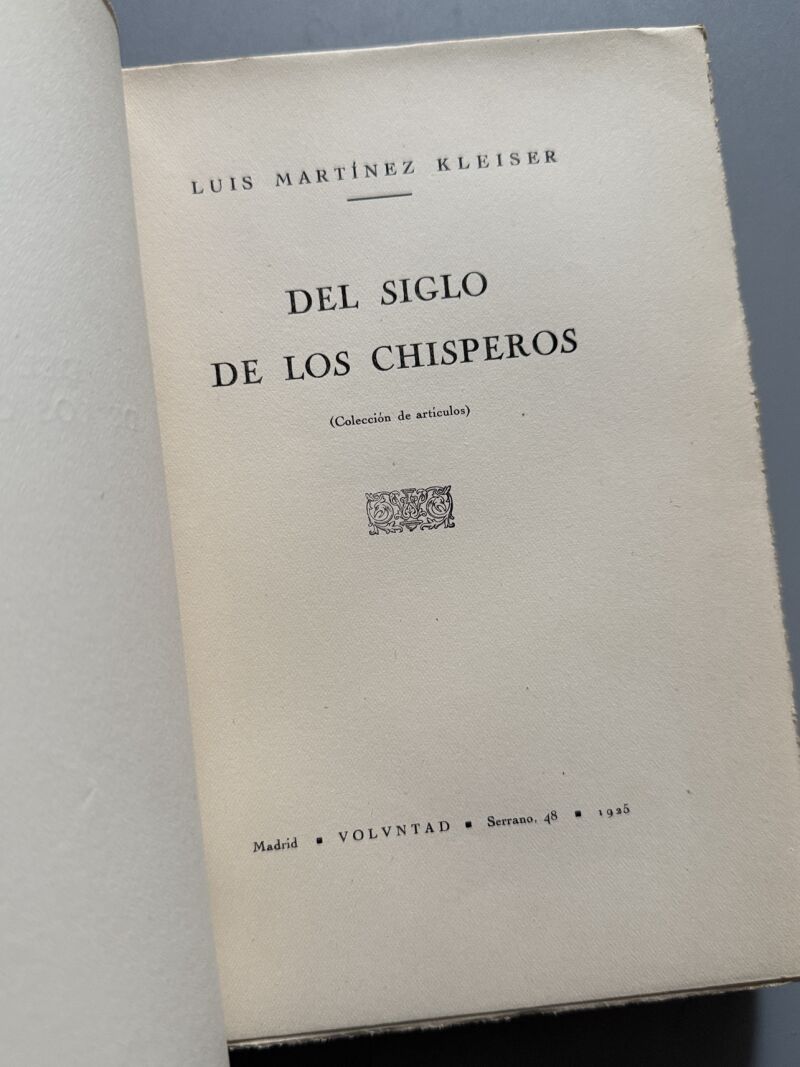 LUIS MARTÍNEZ KLEISER
DEL SIGLO
DE LOS CHISPEROS
(Colección de artículos)
Madrid ▪ VOLVNTAD ▪ Serrano, 48 ▪ 1925